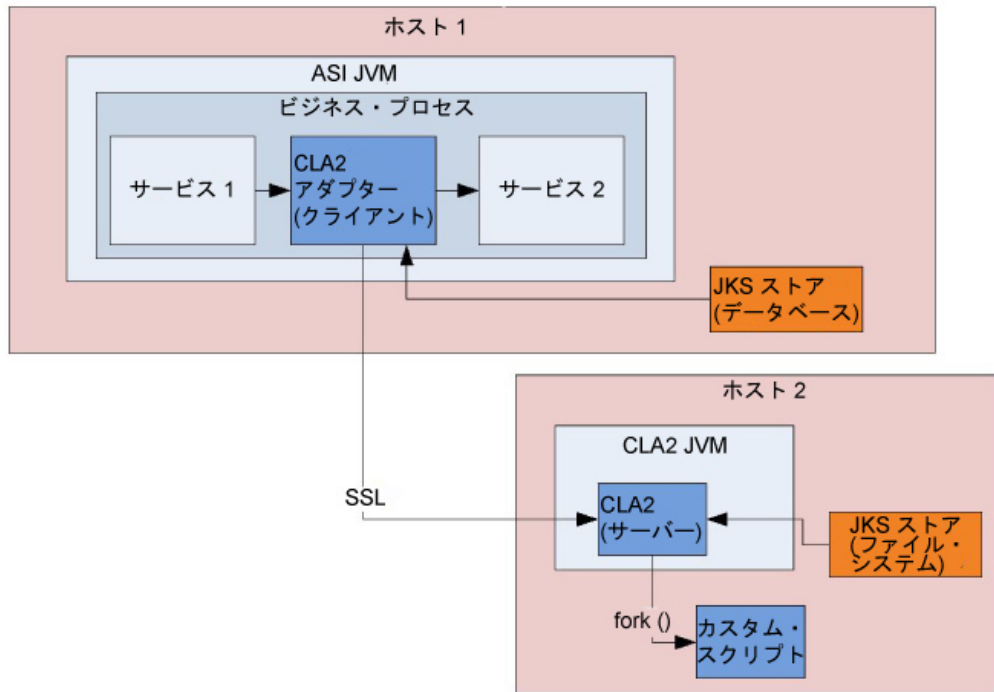 ホスト 1
ASI JVM
ビジネス・プロセス
サービス 1
CLA2
アダプター
(クライアント)
サービス 2
JKS ストア
(データベース)
ホスト 2
CLA2 JVM
SSL
CLA2
(サーバー)
JKS ストア
(ファイル・
システム)
fork ()
カスタム・
スクリプト